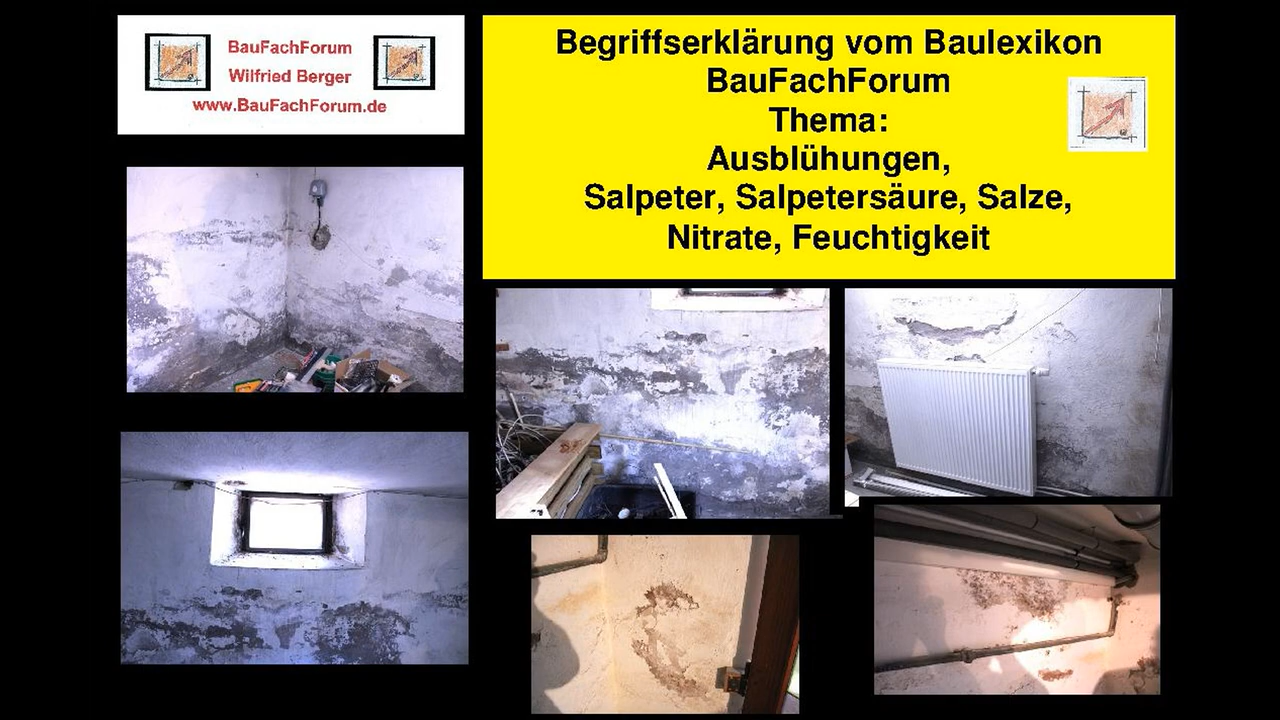 BauFachForum
Wilfried Berger
www.BauFachForum.de
Begriffserklärung vom Baulexikon
BauFachForum
Thema:
Ausblühungen,
Salpeter, Salpetersäure, Salze,
Nitrate, Feuchtigkeit